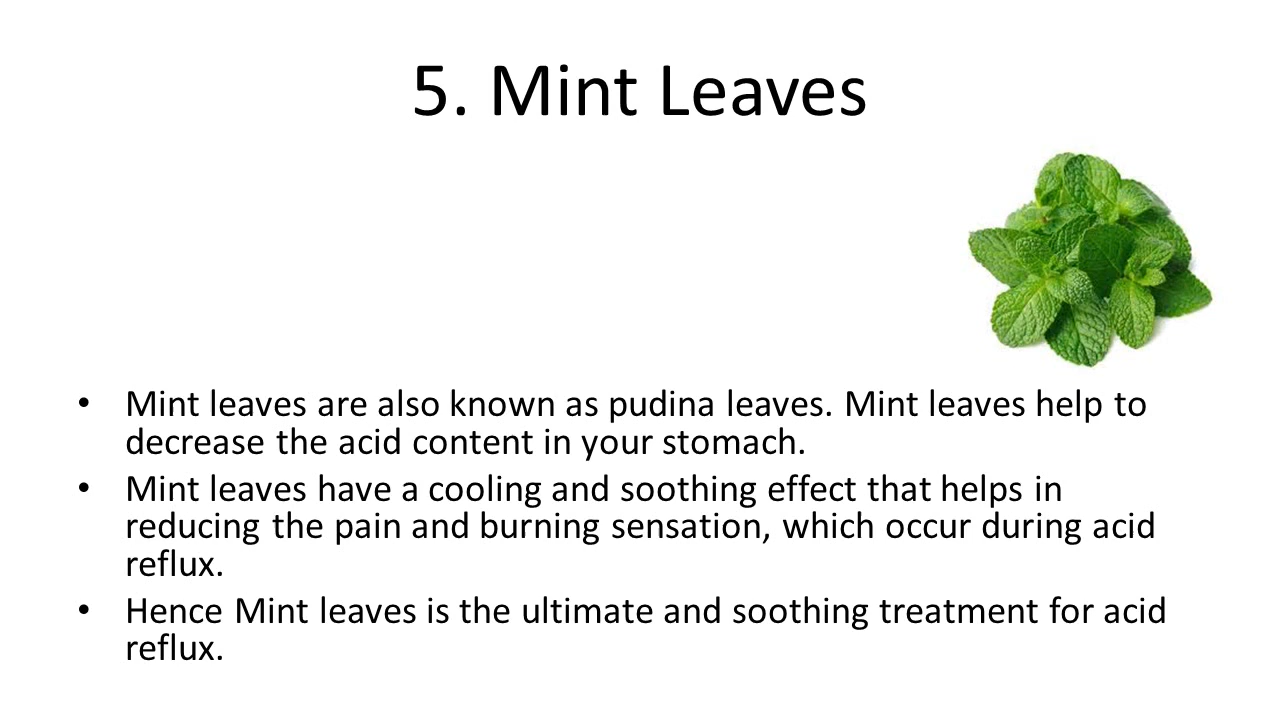 5. Mint Leaves
• Mint leaves are also known as pudina leaves. Mint leaves help to
decrease the acid content in your stomach.
• Mint leaves have a cooling and soothing effect that helps in
reducing the pain and burning sensation, which occur during acid
reflux.
• Hence Mint leaves is the ultimate and soothing treatment for acid
reflux.